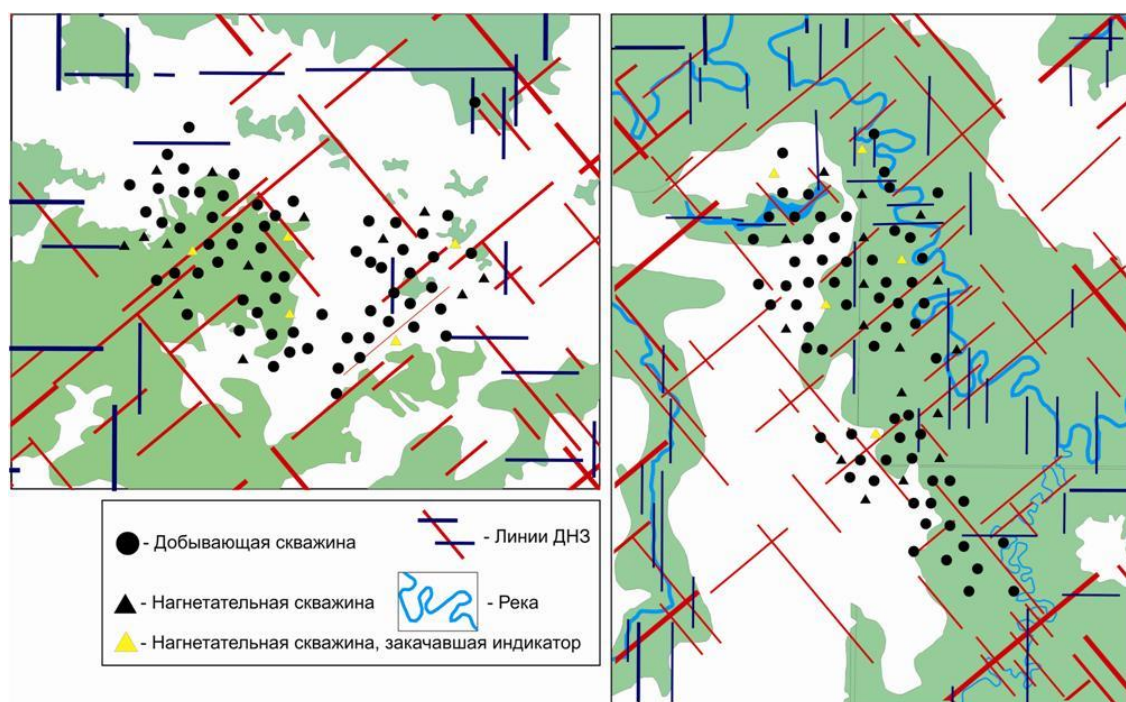 - Добывающая скважина
- Линии ДНЗ
- Нагнетательная скважина
- Река
- Нагнетательная скважина, закачавшая индикатор